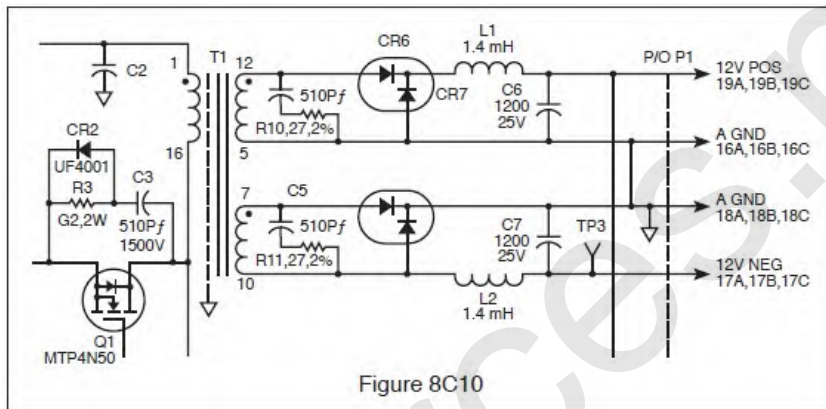 C2
1
T1
12
CR6
L1
1.4 mH
P/O P1
12V POS
19A,19B,19C
510Pƒ
CR7
C6
1200
25V
R10,27,2%
5
A GND
16A,16B,16C
16
CR2
UF4001
R3
G2,2W
C3
510Pƒ
1500V
7
C5
510Pƒ
R11,27,2%
10
C7
1200
25V
TP3
A GND
18A,18B,18C
12V NEG
17A,17B,17C
L2
1.4 mH
Q1
MTP4N50
Figure 8C10